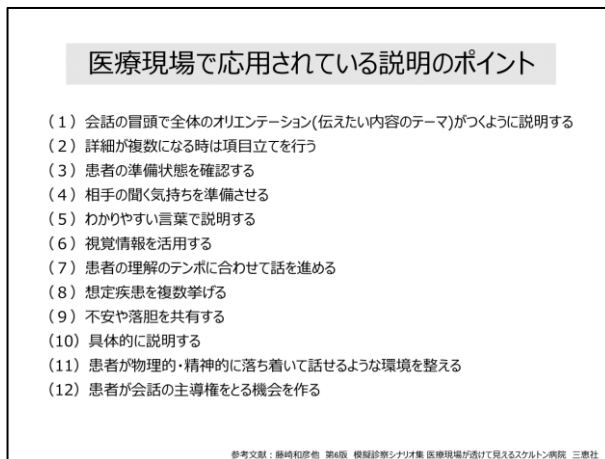 医療現場で応用されている説明のポイント
（１）会話の冒頭で全体のオリエンテーション(伝えたい内容のテーマ)がつくように説明する
（２）詳細が複数になる時は項目立てを行う
（３）患者の準備状態を確認する
（４）相手の聞く気持ちを準備させる
（５）わかりやすい言葉で説明する
（６）視覚情報を活用する
（７）患者の理解のテンポに合わせて話を進める
（８）想定疾患を複数挙げる
（９）不安や落胆を共有する
（10）具体的に説明する
（11）患者が物理的・精神的に落ち着いて話せるような環境を整える
（12）患者が会話の主導権をとる機会を作る
参考文献：藤崎和彦他 第6版 模擬診察シナリオ集 医療現場が透けて見えるスケルトン病院 三恵社